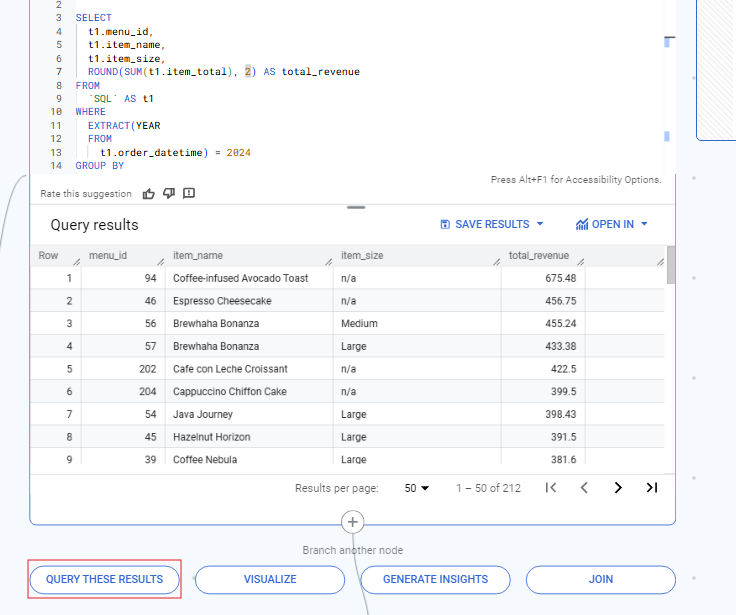 2
3 SELECT
4 t1.menu_id,
5 t1.item_name,
6 t1.item_size,
7 ROUND(SUM(t1.item_total), 2) AS total_revenue
8 FROM
9 `SQL` AS t1
10 WHERE
11 EXTRACT(YEAR
12 FROM
13 t1.order_datetime) = 2024
14 GROUP BY
Press Alt+F1 for Accessibility Options.
Rate this suggestion
Query results
SAVE RESULTS
OPEN IN
Row menu_id item_name item_size total_revenue
1 94 Coffee-infused Avocado Toast n/a 675.48
2 46 Espresso Cheesecake n/a 456.75
3 56 Brewhaha Bonanza Medium 455.24
4 57 Brewhaha Bonanza Large 433.38
5 202 Cafe con Leche Croissant n/a 422.5
6 204 Cappuccino Chiffon Cake n/a 399.5
7 54 Java Journey Large 398.43
8 45 Hazelnut Horizon Large 391.5
9 39 Coffee Nebula Large 381.6
Results per page: 50 1 – 50 of 212
Branch another node
QUERY THESE RESULTS
VISUALIZE
GENERATE INSIGHTS
JOIN